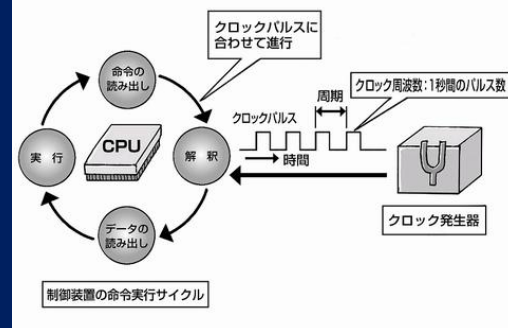 クロックパルスに
合わせて進行
命令の
読み出し
クロック周波数：1秒間のパルス数
周期
クロックパルス
CPU
実 行
解 釈
時間
データの
読み出し
クロック発生器
制御装置の命令実行サイクル